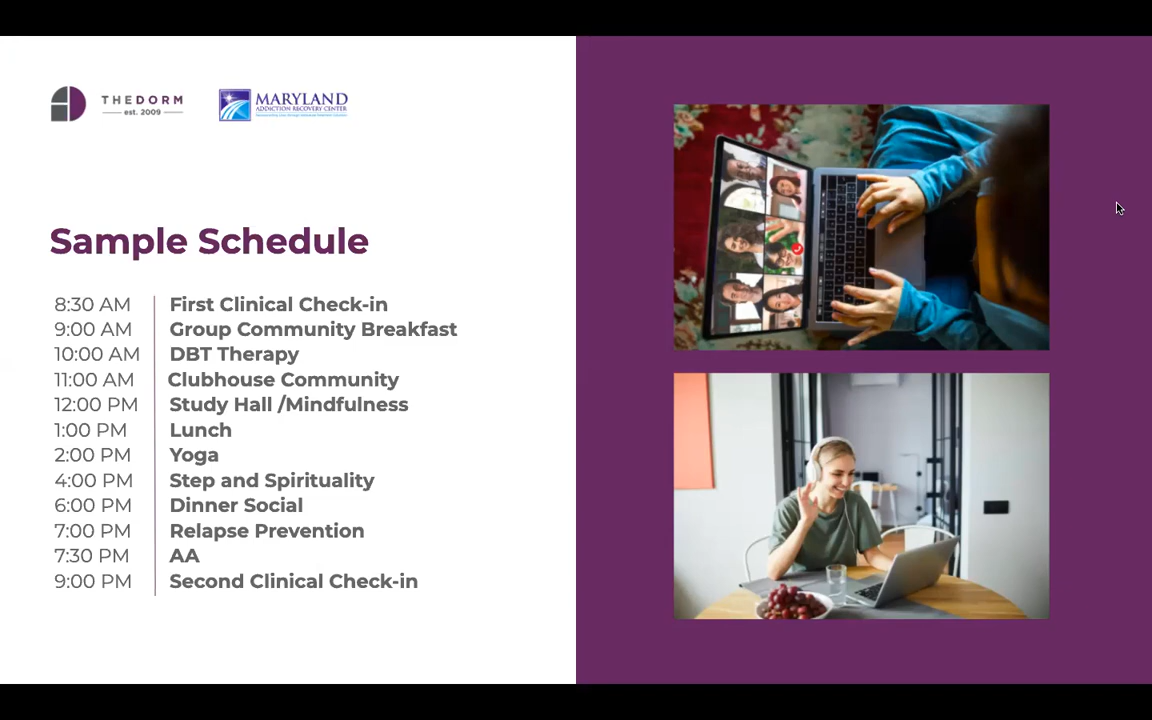 THEDORM
est. 2009
MARYLAND
ADDICTION RECOVERY CENTER
Sample Schedule
8:30 AM First Clinical Check-in
9:00 AM Group Community Breakfast
10:00 AM DBT Therapy
11:00 AM Clubhouse Community
12:00 PM Study Hall /Mindfulness
1:00 PM Lunch
2:00 PM Yoga
4:00 PM Step and Spirituality
6:00 PM Dinner Social
7:00 PM Relapse Prevention
7:30 PM AA
9:00 PM Second Clinical Check-in